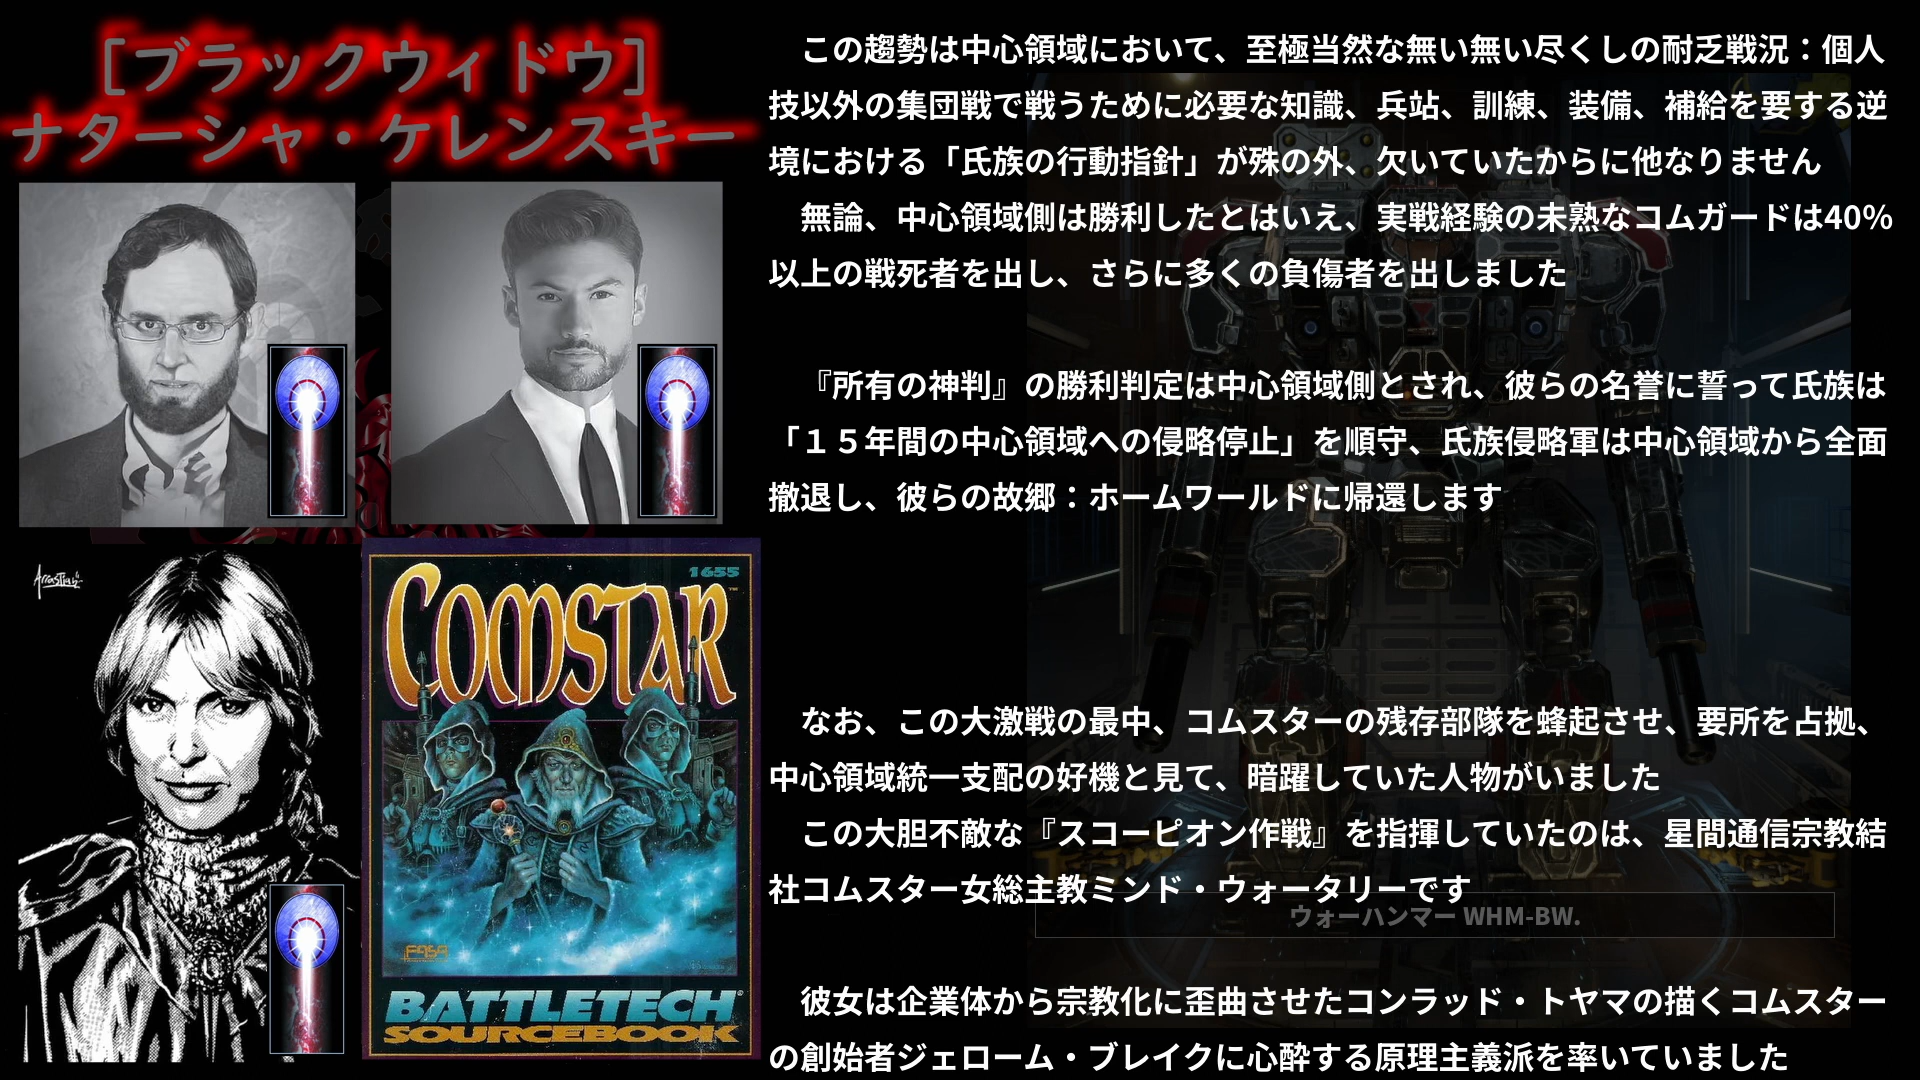 ［ブラックウィドウ］
ナターシャ・ケレンスキー
この趨勢は中心領域において、至極当然な無い無い尽くしの耐乏戦況：個人
技以外の集団戦で戦うために必要な知識、兵站、訓練、装備、補給を要する逆
境における「氏族の行動指針」が殊の外、欠いていたからに他なりません
無論、中心領域側は勝利したとはいえ、実戦経験の未熟なコムガードは40%
以上の戦死者を出し、さらに多くの負傷者を出しました
『所有の神判』の勝利判定は中心領域側とされ、彼らの名誉に誓って氏族は
「１５年間の中心領域への侵略停止」を順守、氏族侵略軍は中心領域から全面
撤退し、彼らの故郷：ホームワールドに帰還します
なお、この大激戦の最中、コムスターの残存部隊を蜂起させ、要所を占拠、
中心領域統一支配の好機と見て、暗躍していた人物がいました
この大胆不敵な『スコーピオン作戦』を指揮していたのは、星間通信宗教結
社コムスター女総主教ミンド・ウォータリーです
ウォーハンマー WHM-BW.
彼女は企業体から宗教化に歪曲させたコンラッド・トヤマの描くコムスター
の創始者ジェローム・ブレイクに心酔する原理主義派を率いていました
1655
COMSTAR
FASA
BATTLETECH
SOURCEBOOK